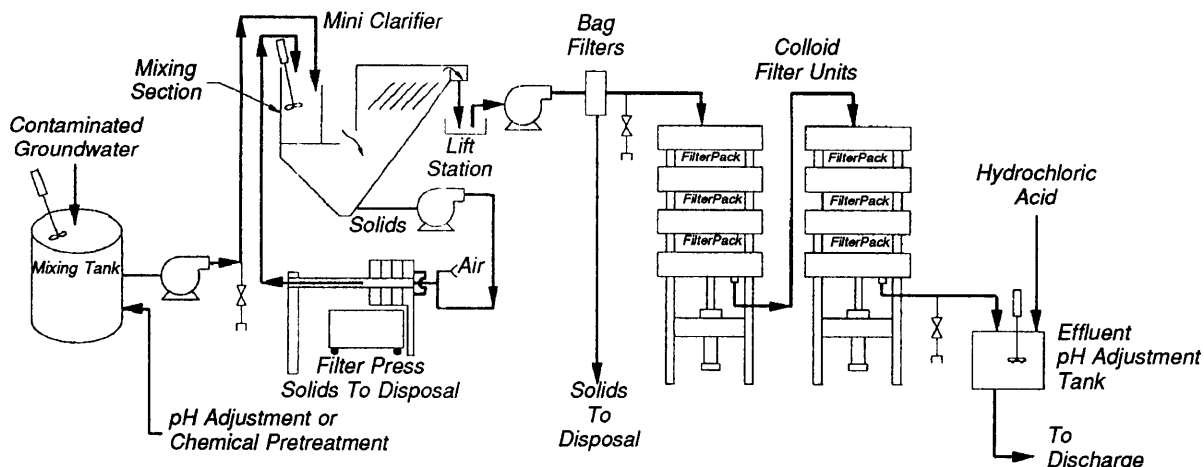 Mini Clarifier
Mixing
Section
Contaminated
Groundwater
Mixing Tank
pH Adjustment or
Chemical Pretreatment
Solids
Air
Filter Press
Solids To Disposal
Lift
Station
Bag
Filters
Solids
To
Disposal
Colloid
Filter Units
FilterPack
FilterPack
FilterPack
FilterPack
FilterPack
FilterPack
Hydrochloric
Acid
Effluent
pH Adjustment
Tank
To
Discharge